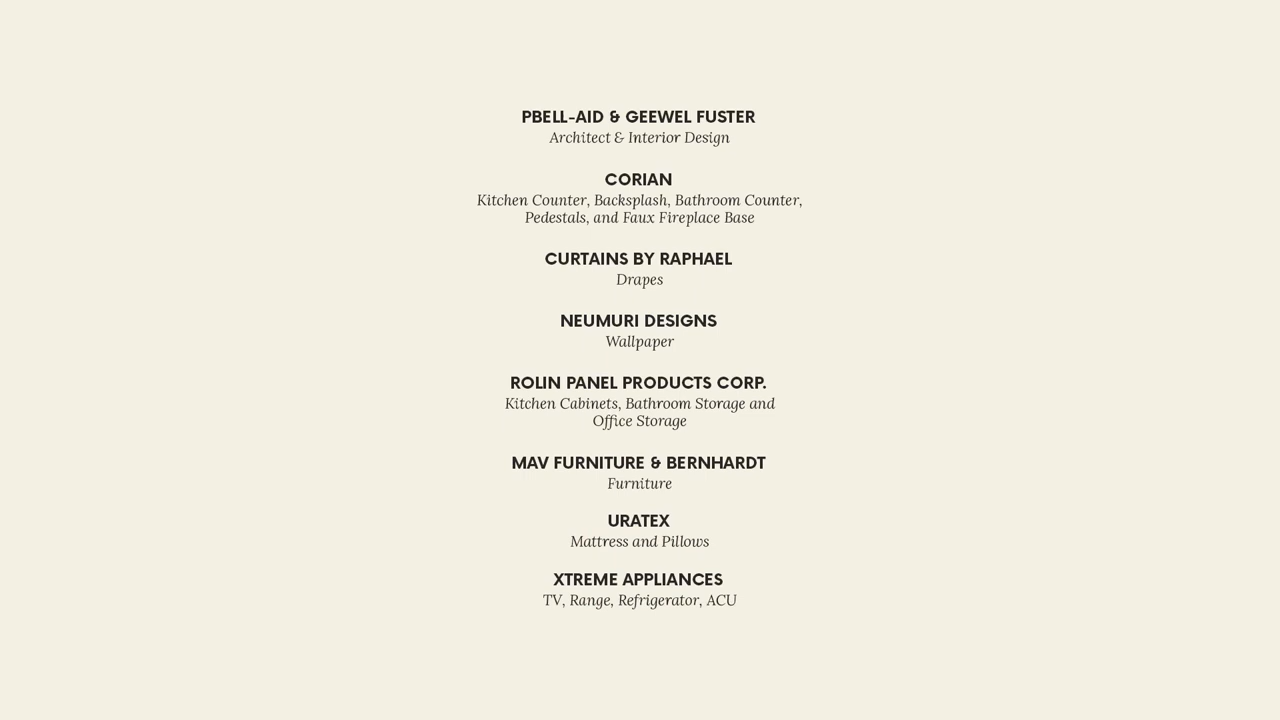 PBELL-AID & GEEWEL FUSTER
Architect & Interior Design
CORIAN
Kitchen Counter, Backsplash, Bathroom Counter,
Pedestals, and Faux Fireplace Base
CURTAINS BY RAPHAEL
Drapes
NEUMURI DESIGNS
Wallpaper
ROLIN PANEL PRODUCTS CORP.
Kitchen Cabinets, Bathroom Storage and
Office Storage
MAV FURNITURE & BERNHARDT
Furniture
URATEX
Mattress and Pillows
XTREME APPLIANCES
TV, Range, Refrigerator, ACU